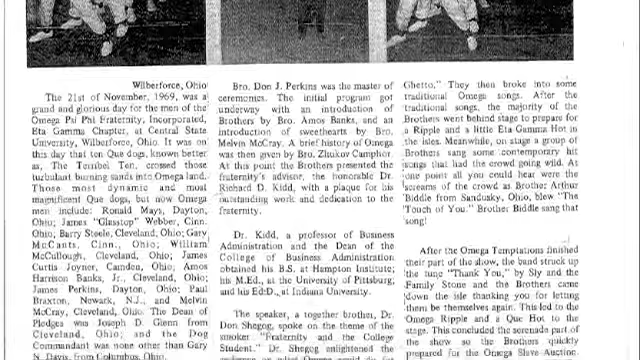 Wilberforce, Ohio
The 21st of November, 1969, was a
grand and glorious day for the men of the
Omega Psi Phi Fraternity, Incorporated,
Eta Gamma Chapter, at Central State
University, Wilberforce, Ohio. It was on
this day that ten Que dogs, known better
as, The Terribel Ten, crossed those
turbulant burning sands into Omega land.
Those most dynamic and most
magnificent Que dogs, but now Omega
men include: Ronald Mays, Dayton,
Ohio; James "Glasstop" Webber, Cinn.
Ohio; Barry Steele, Cleveland, Ohio; Gary
McCants, Cinn., Ohio; William
McCullough, Cleveland, Ohio; James
Curtis Joyner, Camden, Ohio; Amos
Harrison Banks, Jr., Cleveland, Ohio;
James Perkins, Dayton, Ohio; Paul
Braxton, Newark, N.J., and Melvin
McCray, Cleveland, Ohio. The Dean of
Pledges was Joseph D. Glenn from
Cleveland, Ohio; and the Dog
Commandant was none other than Gary
N. Davis, from Columbus, Ohio.
Bro. Don J. Perkins was the master of
ceremonies. The initial program got
underway with an introduction of
Brothers by Bro. Amos Banks, and an
introduction of sweethearts by Bro.
Melvin McCray. A brief history of Omega
was then given by Bro. Zlukov Camphor.
At this point the Brothers presented the
fraternity's advisor, the honorable Dr.
Richard D. Kidd, with a plaque for his
outstanding work and dedication to the
fraternity.
Dr. Kidd, a professor of Business
Administration and the Dean of the
College of Business Administration
obtained his B.S. at Hampton Institute;
his M.Ed., at the University of Pittsburg;
and his Ed.D., at Indiana University.
The speaker, a together brother, Dr.
Don Shegog, spoke on the theme of
the smoker "Fraternity and the College
Student." Dr. Shegog enlightened the
Ghetto." They then broke into some
traditional Omega songs. After the
traditional songs, the majority of the
Brothers went behind stage to prepare for
a Ripple and a little Eta Gamma Hot in
the isles. Meanwhile, on stage a group of
Brothers sang some contemporary hit
songs that had the crowd going wild. At
one point all you could hear were the
screams of the crowd as Brother Arthur
Biddle from Sandusky, Ohio, blew "The
Touch of You." Brother Biddle sang that
song!
After the Omega Temptations finished
their part of the show, the band struck up
the tune "Thank You," by Sly and the
Family Stone and the Brothers came
down the isle thanking you for letting
them be themselves again. This led to the
Omega Ripple and a Que Hot to the
stage. This concluded the serenade part of
the show so the Brothers quickly
prepared for the Omega Slave Auction.